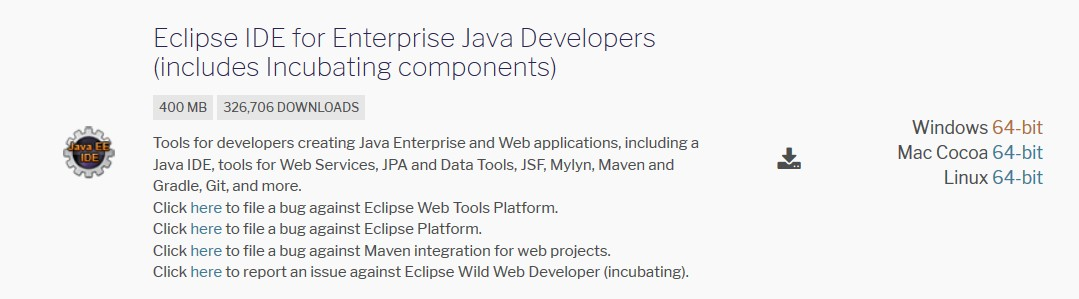 Eclipse IDE for Enterprise Java Developers
(includes Incubating components)
400 MB 326,706 DOWNLOADS
Java EE
IDE
Tools for developers creating Java Enterprise and Web applications, including a
Java IDE, tools for Web Services, JPA and Data Tools, JSF, Mylyn, Maven and
Gradle, Git, and more.
Click here to file a bug against Eclipse Web Tools Platform.
Click here to file a bug against Eclipse Platform.
Click here to file a bug against Maven integration for web projects.
Click here to report an issue against Eclipse Wild Web Developer (incubating).
Windows 64-bit
Mac Cocoa 64-bit
Linux 64-bit